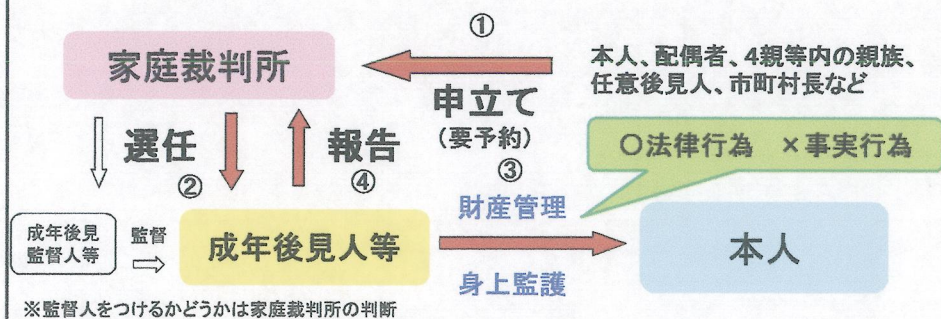 ①
家庭裁判所
本人、配偶者、4親等内の親族、
任意後見人、市町村長など
申立て
(要予約)
選任
報告
○法律行為 ×事実行為
②
④
③
財産管理
成年後見
監督人等
監督
成年後見人等
本人
身上監護
※監督人をつけるかどうかは家庭裁判所の判断